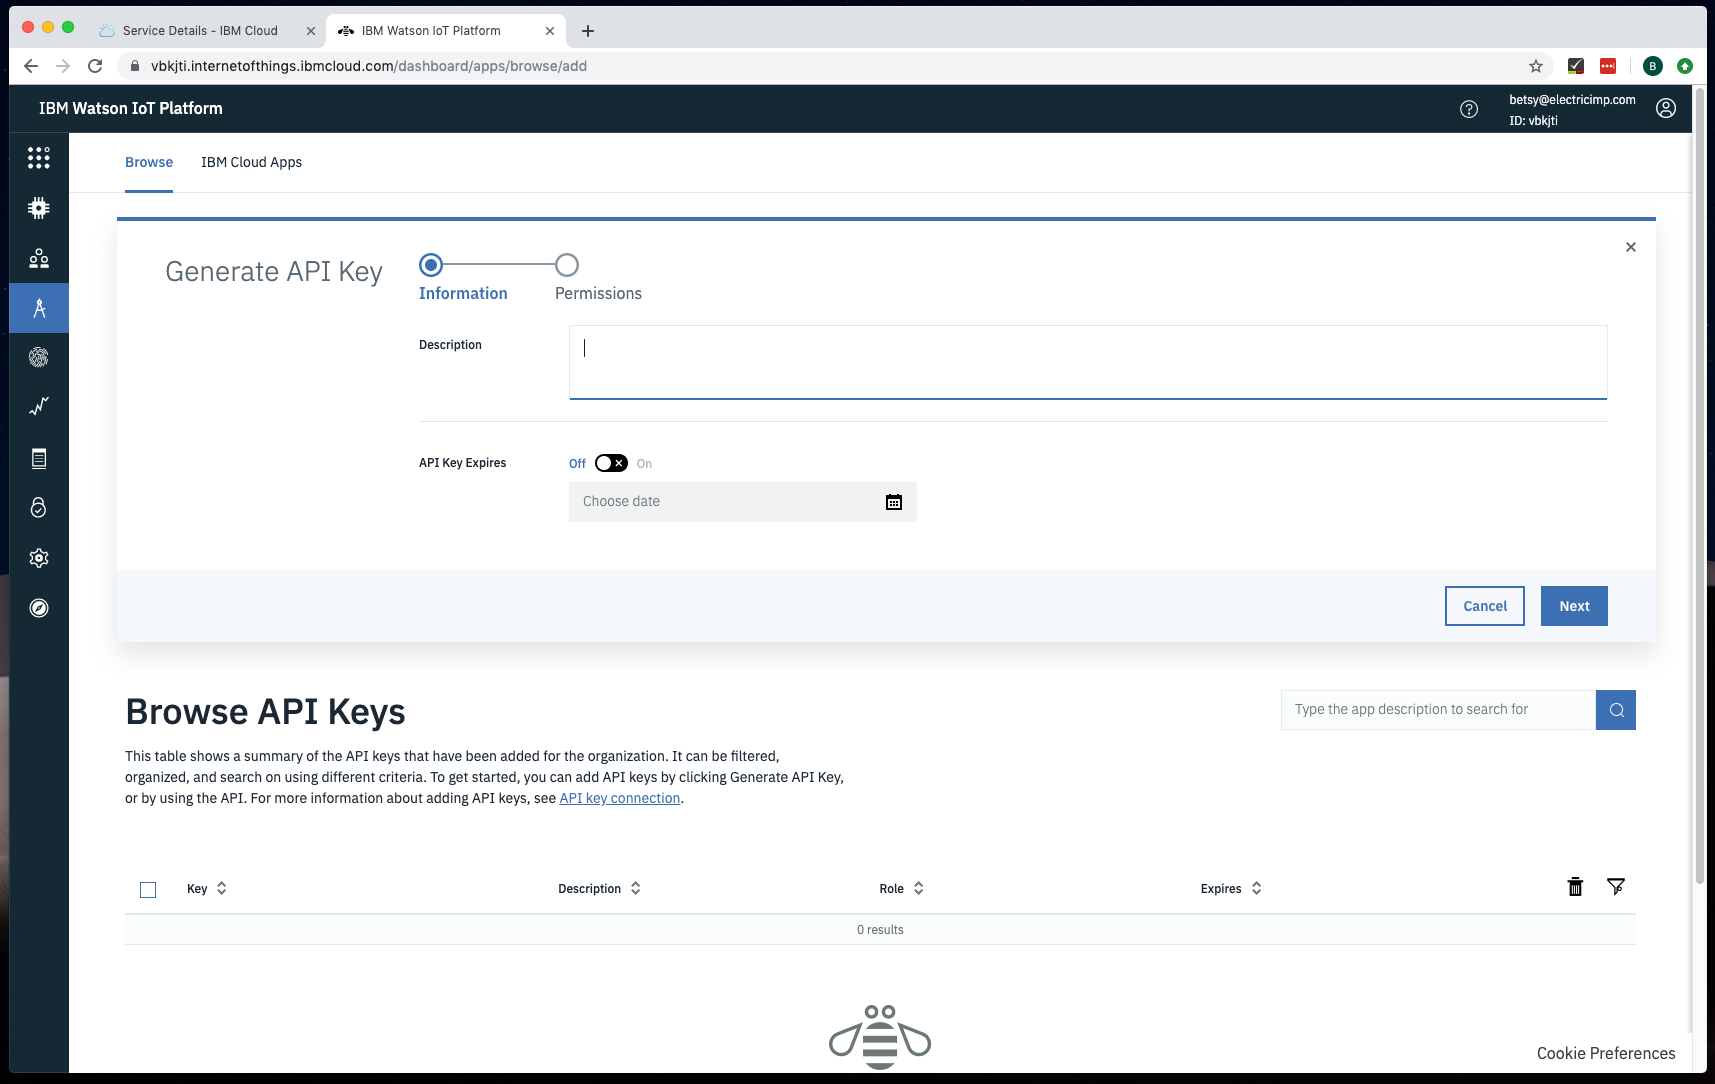 Service Details - IBM Cloud
IBM Watson IoT Platform
vbkjti.internetofthings.ibmcloud.com/dashboard/apps/browse/add
B
IBM Watson IoT Platform
betsy@electricimp.com
ID: vbkjti
Browse
IBM Cloud Apps
Generate API Key
Information
Permissions
Description
API Key Expires
Off
On
Choose date
Cancel
Next
Browse API Keys
Type the app description to search for
This table shows a summary of the API keys that have been added for the organization. It can be filtered,
organized, and search on using different criteria. To get started, you can add API keys by clicking Generate API Key,
or by using the API. For more information about adding API keys, see API key connection.
Key
Description
Role
Expires
0 results
Cookie Preferences